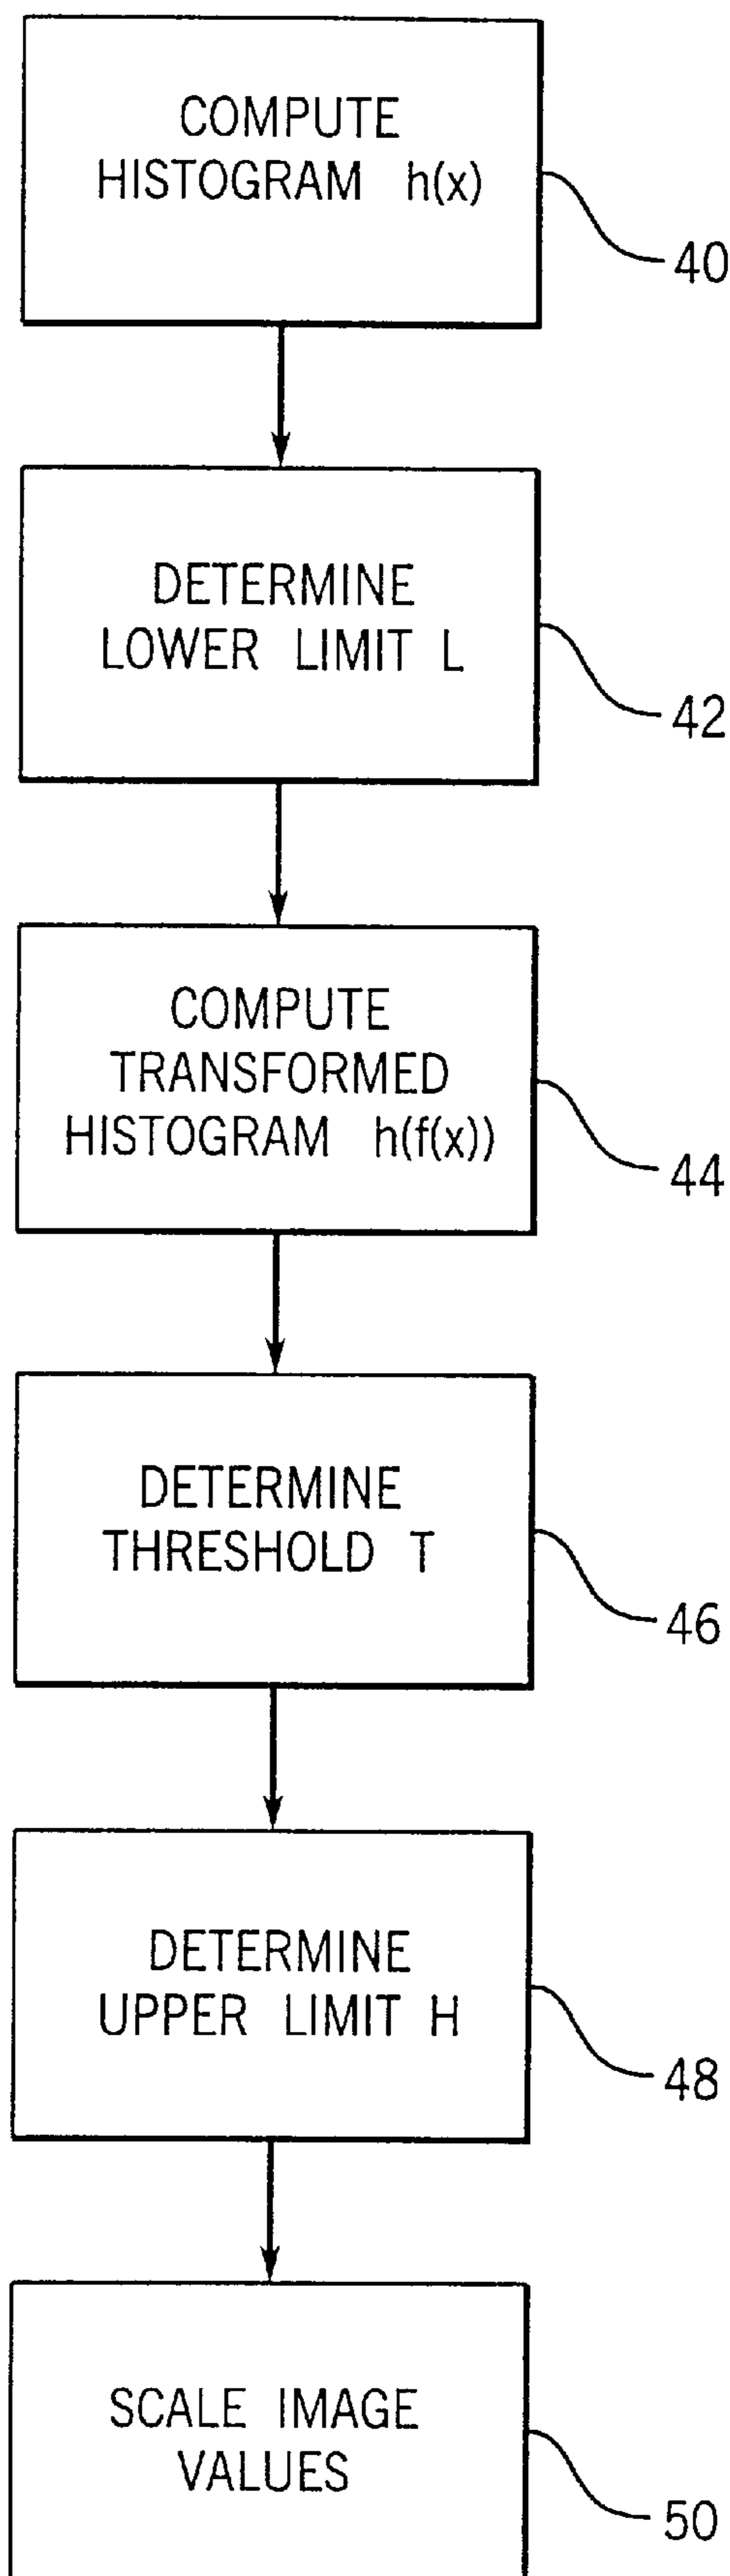 COMPUTE
HISTOGRAM h(x)
40
DETERMINE
LOWER LIMIT L
42
COMPUTE
TRANSFORMED
HISTOGRAM h(f(x))
44
DETERMINE
THRESHOLD T
46
DETERMINE
UPPER LIMIT H
48
SCALE IMAGE
VALUES
50